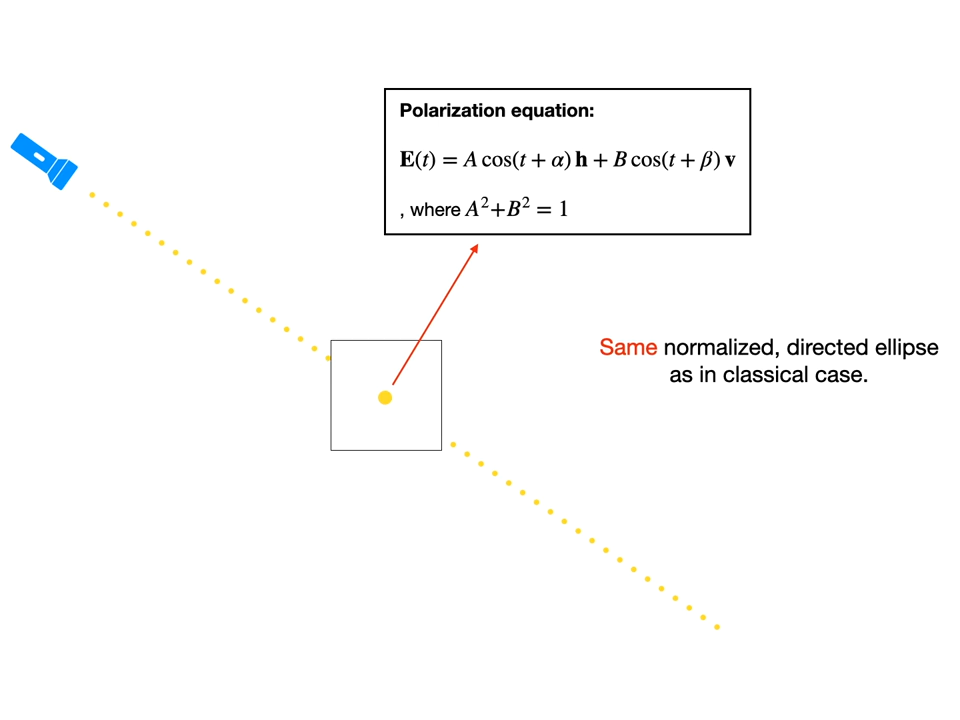 Polarization equation:
E(t) = A cos(t + α) h + B cos(t + β) v
, where A²+B² = 1
Same normalized, directed ellipse
as in classical case.